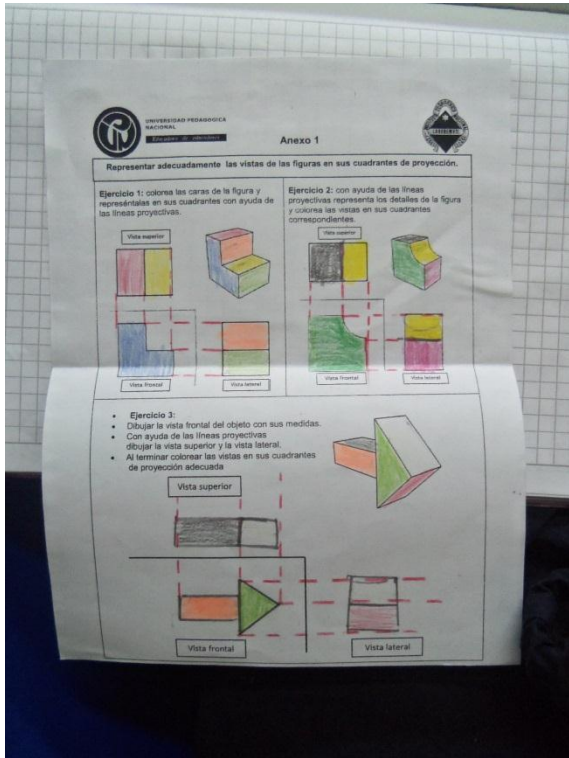 UNIVERSIDAD PEDAGOGICA
NACIONAL
Educadora de educadores
Anexo 1
Representar adecuadamente las vistas de las figuras en sus cuadrantes de proyección.
Ejercicio 1: colorea las caras de la figura y
represéntalas en sus cuadrantes con ayuda de
las líneas proyectivas.
Vista superior
Vista frontal
Vista lateral
Ejercicio 2: con ayuda de las líneas
proyectivas representa los detalles de la figura
y colorea las vistas en sus cuadrantes
correspondientes.
Vista superior
Vista frontal
Vista lateral
• Ejercicio 3:
• Dibujar la vista frontal del objeto con sus medidas.
• Con ayuda de las líneas proyectivas
dibujar la vista superior y la vista lateral.
• Al terminar colorear las vistas en sus cuadrantes
de proyección adecuada
Vista superior
Vista frontal
Vista lateral